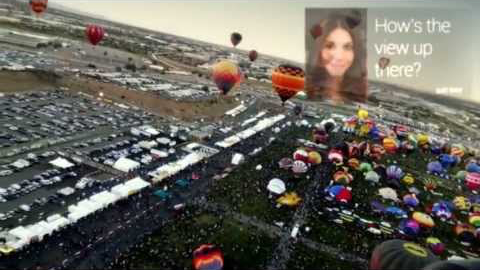 How's the
view up
there?